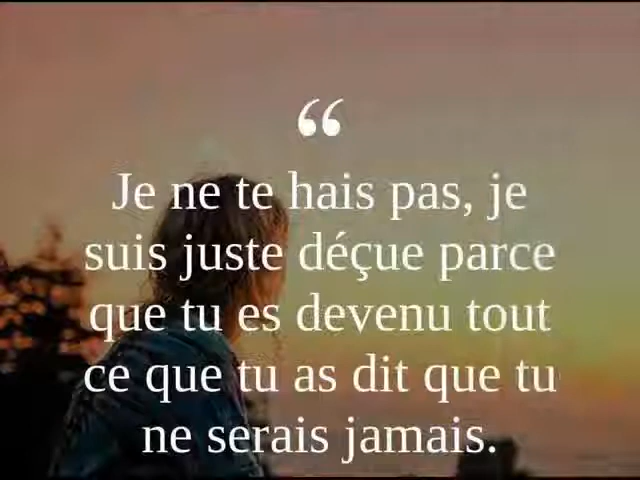 “
Je ne te hais pas, je
suis juste déçue parce
que tu es devenu tout
ce que tu as dit que tu
ne serais jamais.